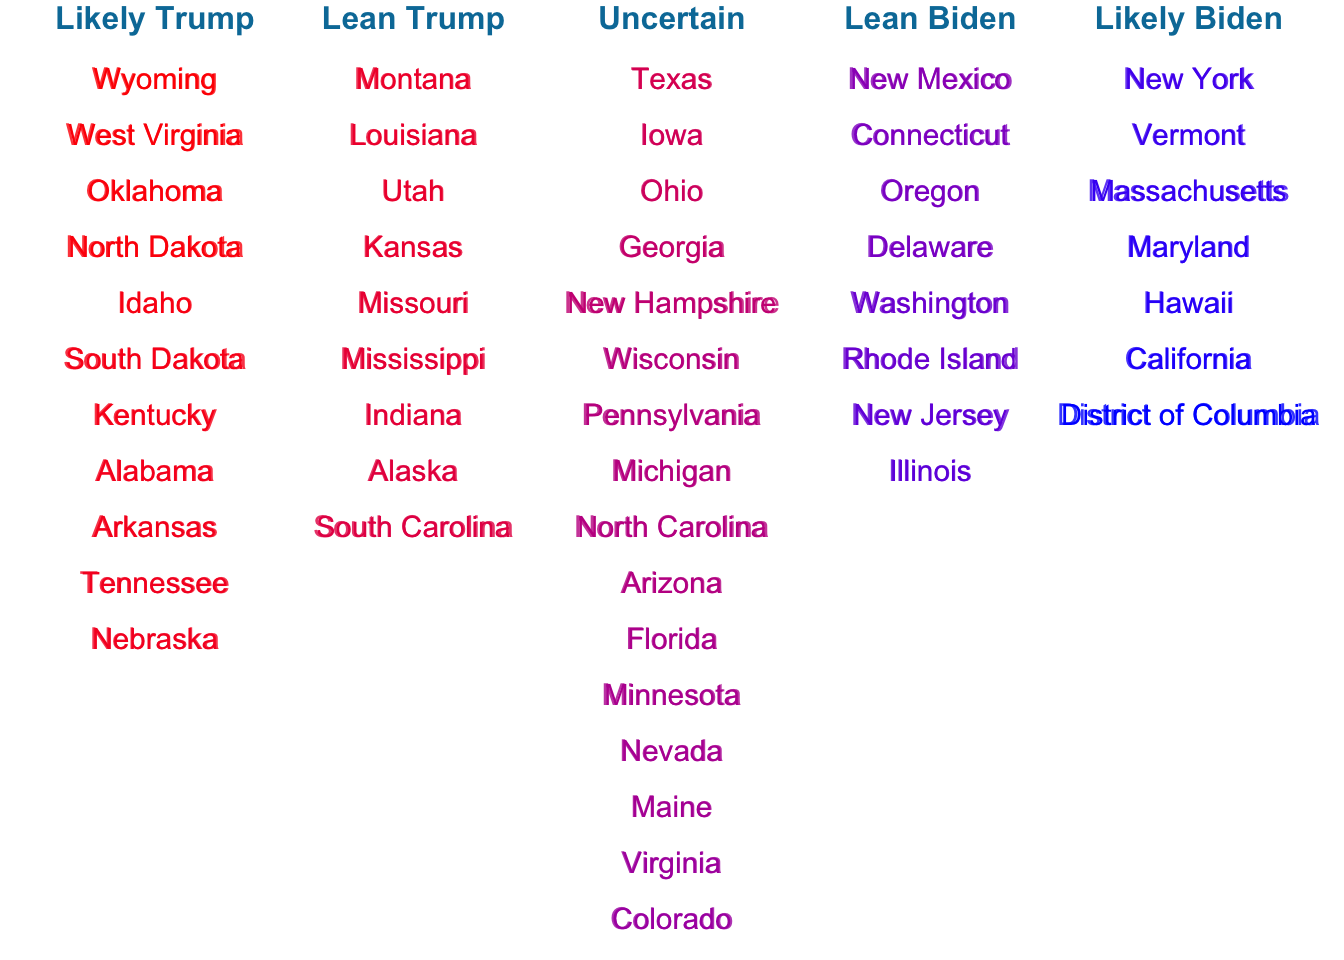 Likely Trump Lean Trump Uncertain Lean Biden Likely Biden
Wyoming Montana Texas New Mexico New York
West Virginia Louisiana Iowa Connecticut Vermont
Oklahoma Utah Ohio Oregon Massachusetts
North Dakota Kansas Georgia Delaware Maryland
Idaho Missouri New Hampshire Washington Hawaii
South Dakota Mississippi Wisconsin Rhode Island California
Kentucky Indiana Pennsylvania New Jersey District of Columbia
Alabama Alaska Michigan Illinois
Arkansas South Carolina North Carolina
Tennessee Arizona
Nebraska Florida
Minnesota
Nevada
Maine
Virginia
Colorado